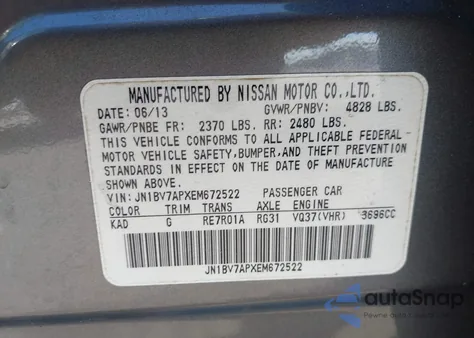 MANUFACTURED BY NISSAN MOTOR CO.,LTD.
DATE: 06/13 GVWR/PNBV: 4828 LBS.
GAWR/PNBE FR: 2370 LBS. RR: 2480 LBS.
THIS VEHICLE CONFORMS TO ALL APPLICABLE FEDERAL
MOTOR VEHICLE SAFETY,BUMPER,AND THEFT PREVENTION
STANDARDS IN EFFECT ON THE DATE OF MANUFACTURE
SHOWN ABOVE.
VIN: JN1BV7APXEM672522 PASSENGER CAR
COLOR TRIM TRANS AXLE ENGINE
KAD G RE7R01A RG31 VQ37(VHR) 3696CC
JN1BV7APXEM672522
autoSnap